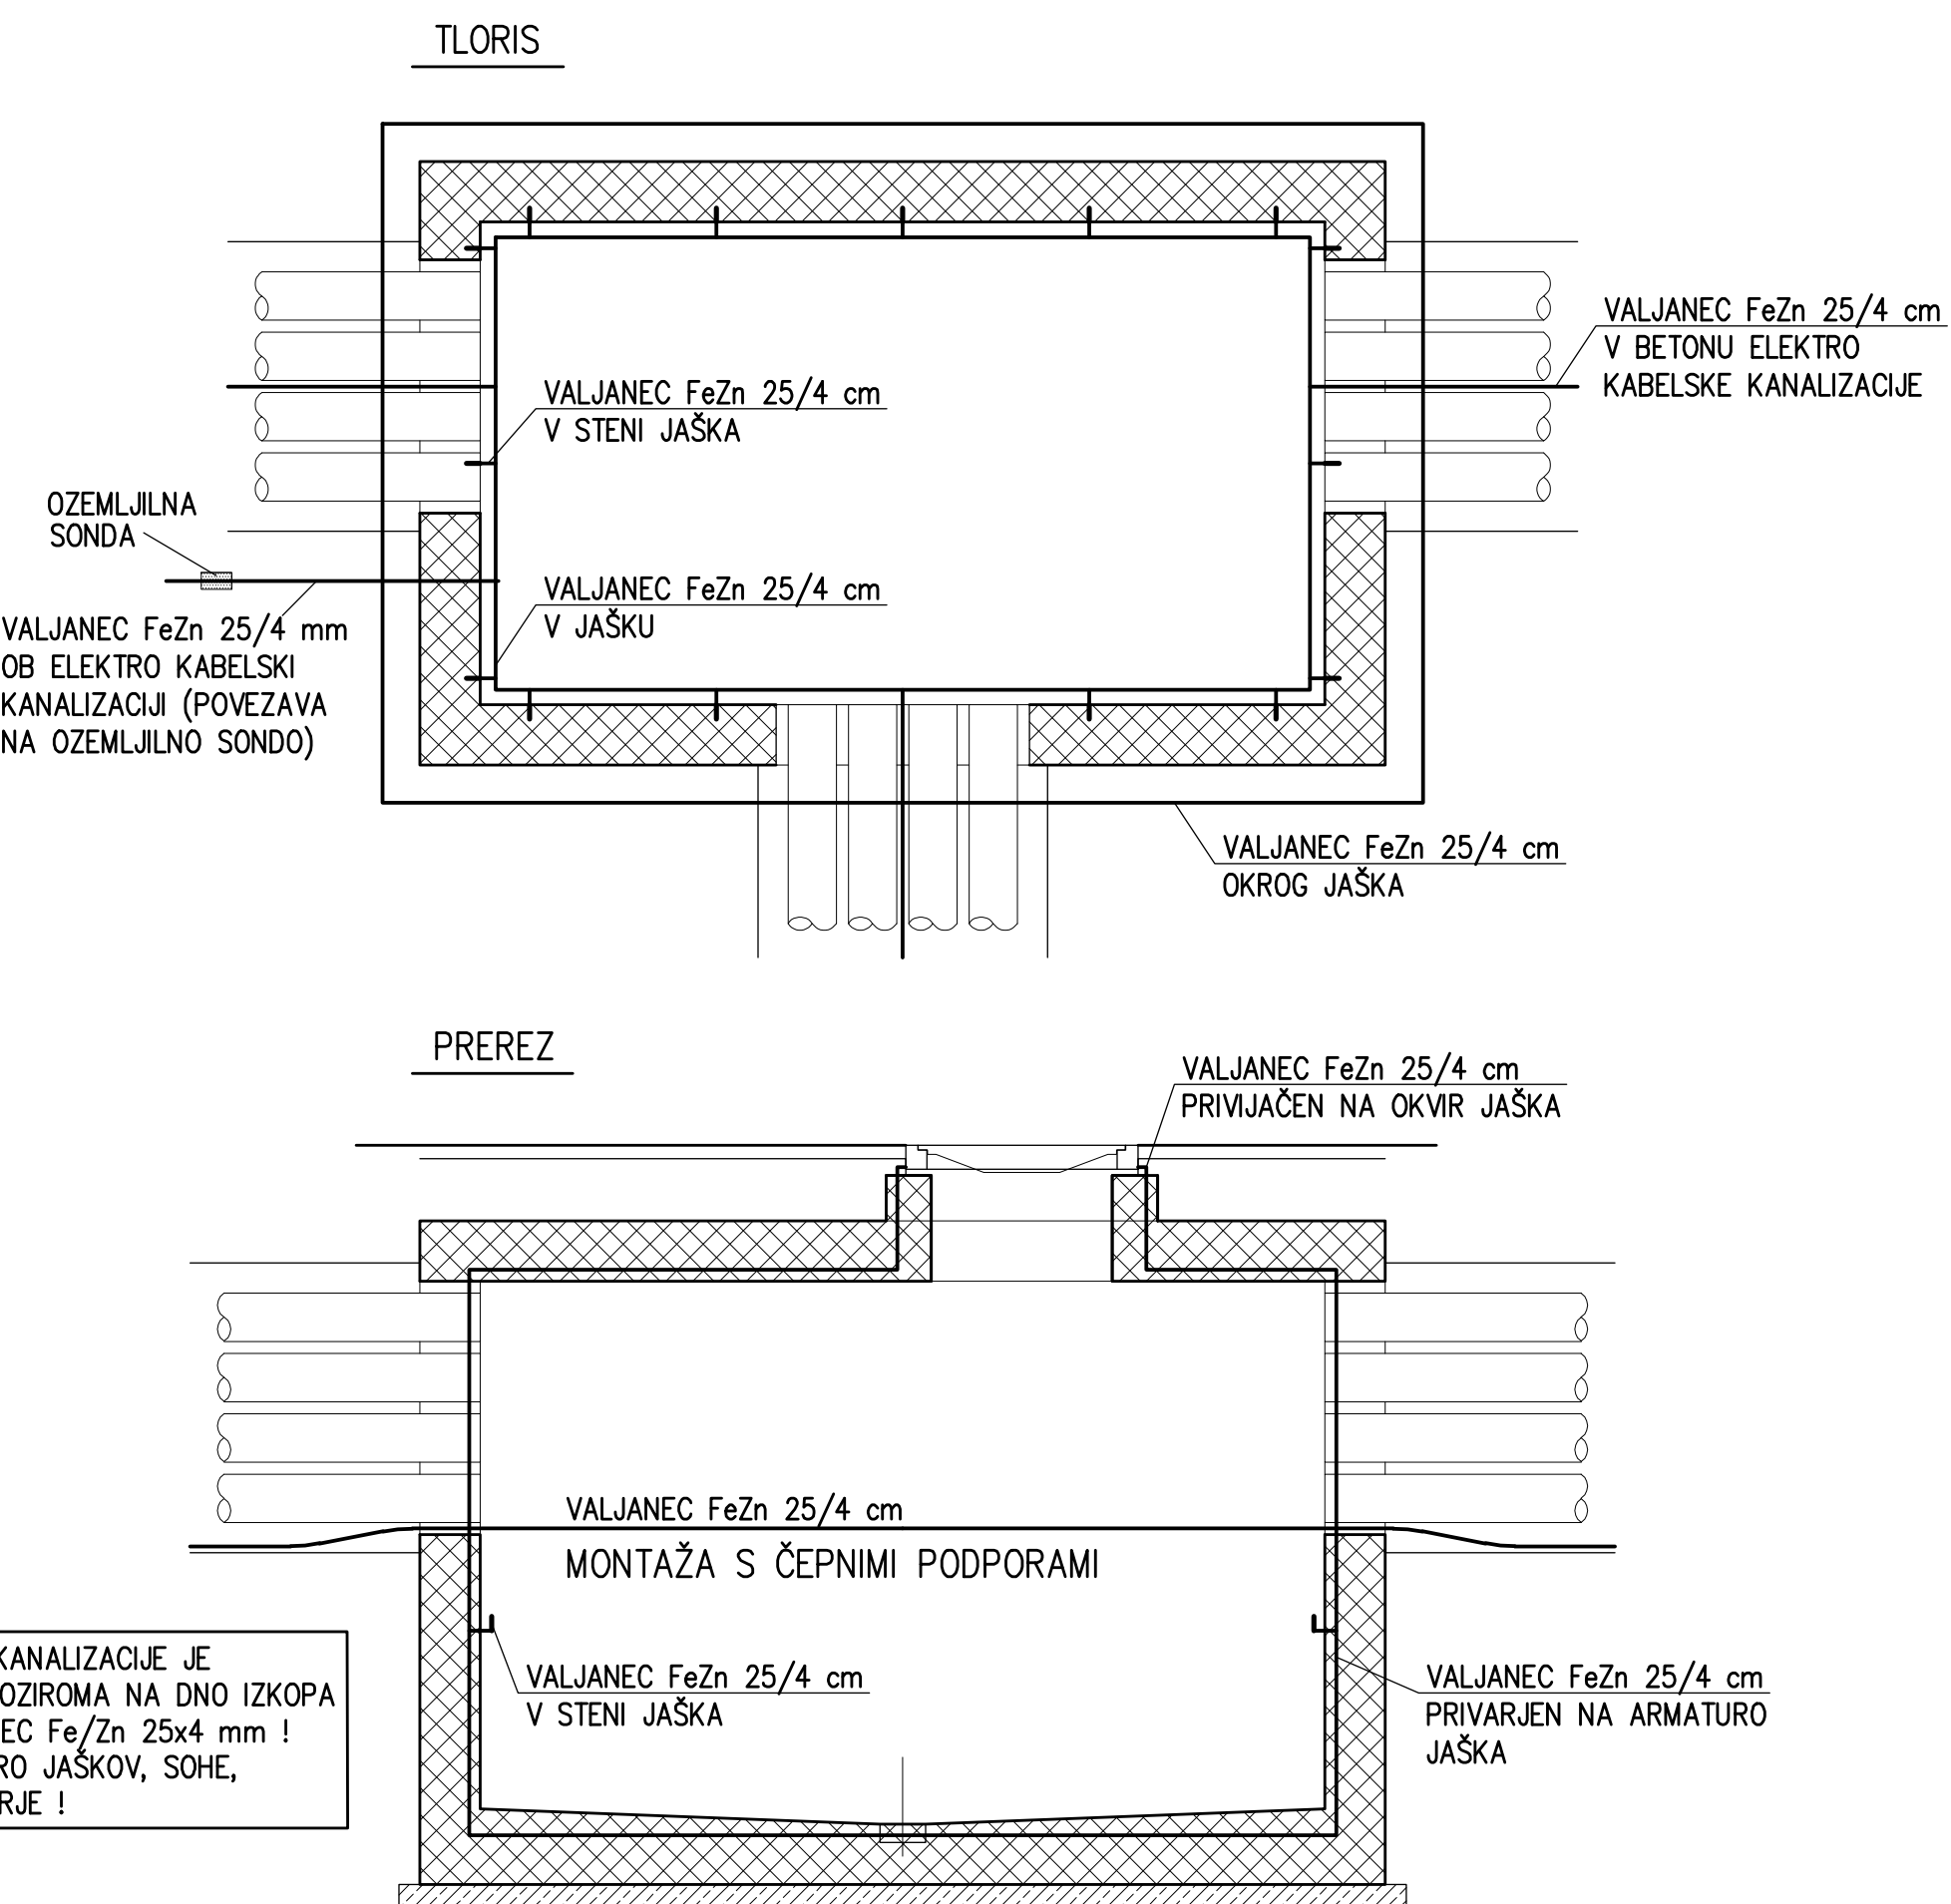 TLORIS
VALJANEC FeZn 25/4 cm
V BETONU ELEKTRO
KABELSKE KANALIZACIJE
VALJANEC FeZn 25/4 cm
V STENI JAŠKA
OZEMLJILNA
SONDA
VALJANEC FeZn 25/4 cm
V JAŠKU
VALJANEC FeZn 25/4 mm
OB ELEKTRO KABELSKI
KANALIZACIJI (POVEZAVA
NA OZEMLJILNO SONDO)
VALJANEC FeZn 25/4 cm
OKROG JAŠKA
PREREZ
VALJANEC FeZn 25/4 cm
PRIVIJAČEN NA OKVIR JAŠKA
VALJANEC FeZn 25/4 cm
MONTAŽA S ČEPNIMI PODPORAMI
VALJANEC FeZn 25/4 cm
V STENI JAŠKA
VALJANEC FeZn 25/4 cm
PRIVARJEN NA ARMATURO
JAŠKA
KANALIZACIJE JE
OZIROMA NA DNO IZKOPA
EC Fe/Zn 25x4 mm !
RO JAŠKOV, SOHE,
RJE !